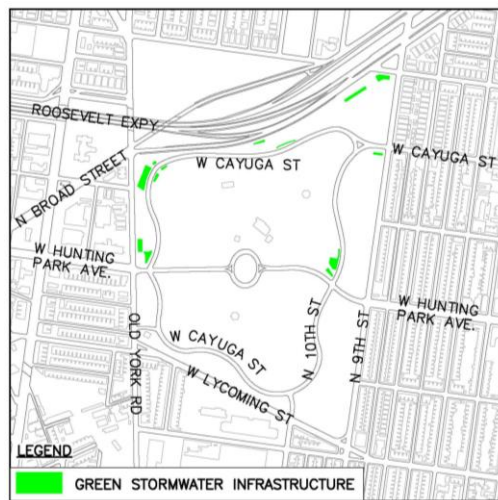 ROOSEVELT EXPY
N BROAD STREET
W CAYUGA ST
W CAYUGA ST
W HUNTING
PARK AVE.
W HUNTING
PARK AVE.
OLD YORK RD
W CAYUGA ST
W LYCOMING ST
N 10TH ST
N 9TH ST
LEGEND
GREEN STORMWATER INFRASTRUCTURE